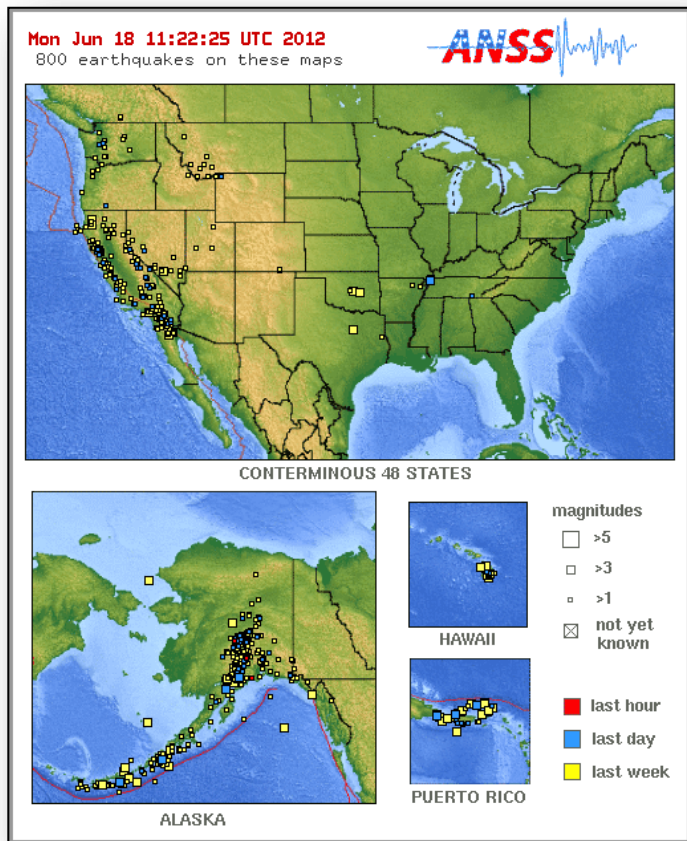 Mon Jun 18 11:22:25 UTC 2012
800 earthquakes on these maps
ANSS
CONTERMINOUS 48 STATES
magnitudes
>5
>3
>1
not yet
known
HAWAII
last hour
last day
last week
PUERTO RICO
ALASKA